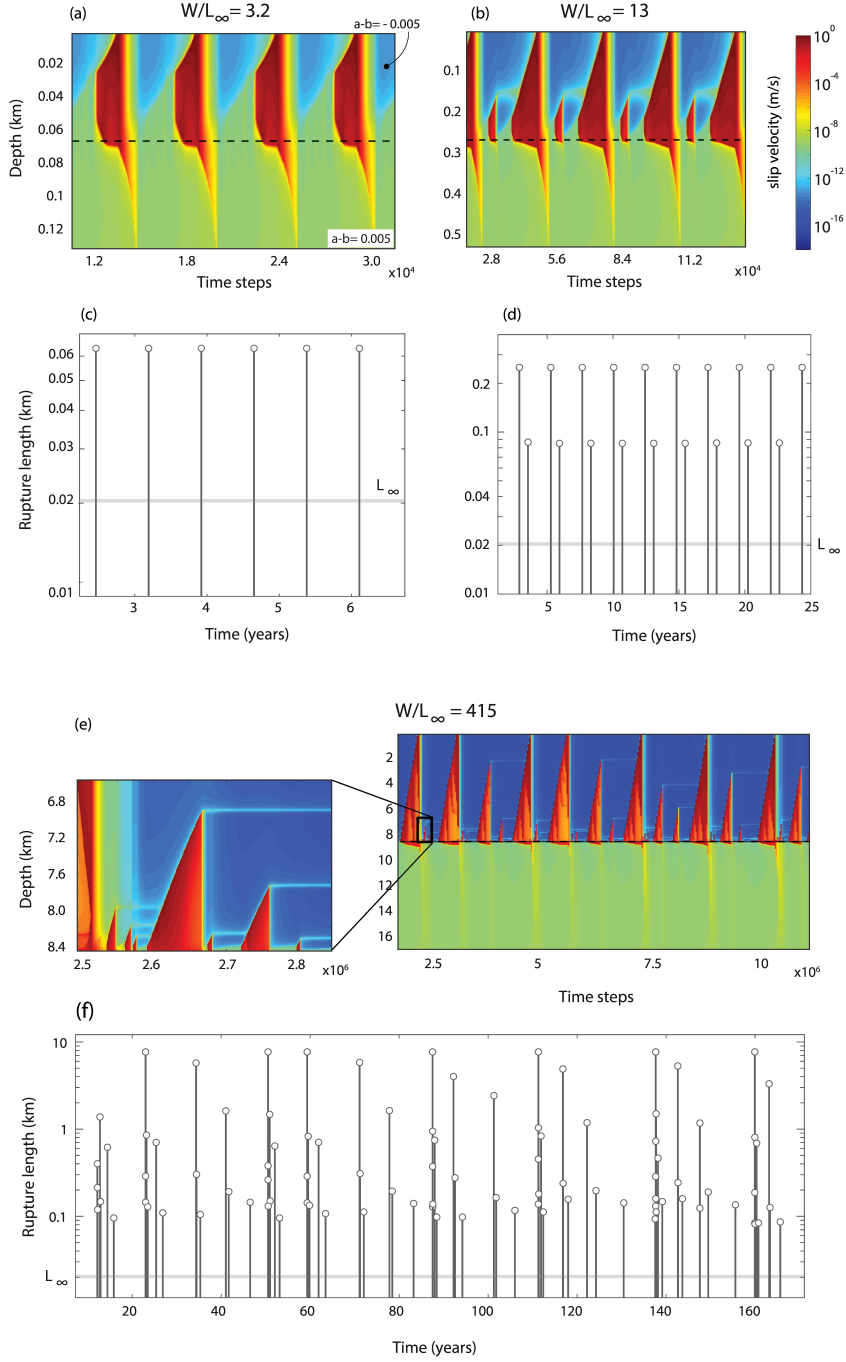 (a)
W/L∞= 3.2
a-b= - 0.005
(b)
W/L∞ = 13
0.02
0.04
0.06
0.08
0.1
0.12
Depth (km)
a-b= 0.005
1.2
1.8
2.4
3.0
x10⁴
Time steps
0.1
0.2
0.3
0.4
0.5
2.8
5.6
8.4
11.2
x10⁴
Time steps
10⁰
10⁻⁴
10⁻⁸
10⁻¹²
10⁻¹⁶
slip velocity (m/s)
(c)
0.06
0.05
0.04
0.03
0.02
0.01
Rupture length (km)
L∞
3
4
5
6
Time (years)
(d)
0.2
0.1
0.04
0.02
0.01
L∞
5
10
15
20
25
Time (years)
(e)
W/L∞ = 415
6.8
7.2
7.6
8.0
8.4
Depth (km)
2.5
2.6
2.7
2.8
x10⁶
2
4
6
8
10
12
14
16
2.5
5
7.5
10
x10⁶
Time steps
(f)
10
1
0.1
L∞
Rupture length (km)
20
40
60
80
100
120
140
160
Time (years)